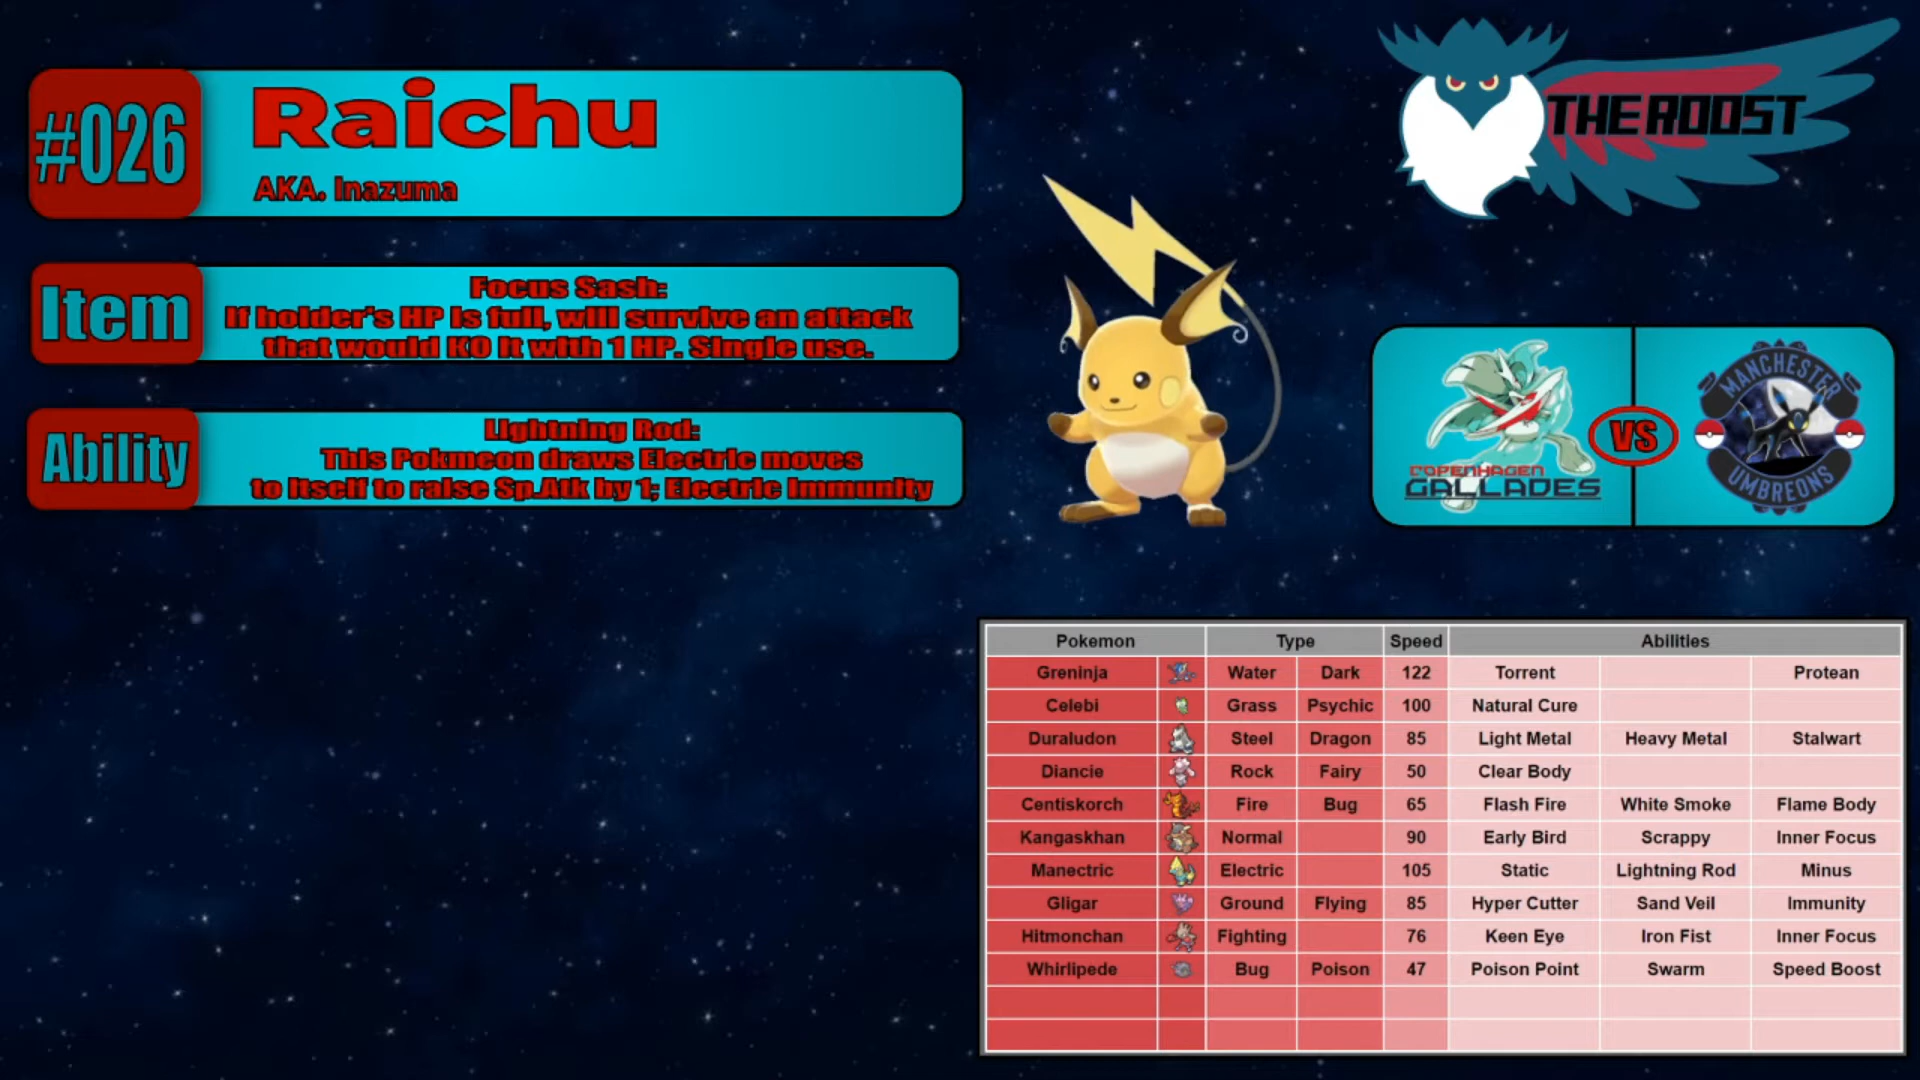 #026
Raichu
AKA. Inazuma
THE ROOST
Item
Focus Sash:
If holder's HP is full, will survive an attack
that would KO it with 1 HP. Single use.
Ability
Lightning Rod:
This Pokmeon draws Electric moves
to itself to raise Sp.Atk by 1; Electric Immunity
COPENHAGEN
GALLADES
VS
MANCHESTER
UMBREONS
Pokemon Type Speed Abilities
Greninja Water Dark 122 Torrent Protean
Celebi Grass Psychic 100 Natural Cure
Duraludon Steel Dragon 85 Light Metal Heavy Metal Stalwart
Diancie Rock Fairy 50 Clear Body
Centiskorch Fire Bug 65 Flash Fire White Smoke Flame Body
Kangaskhan Normal 90 Early Bird Scrappy Inner Focus
Manectric Electric 105 Static Lightning Rod Minus
Gligar Ground Flying 85 Hyper Cutter Sand Veil Immunity
Hitmonchan Fighting 76 Keen Eye Iron Fist Inner Focus
Whirlipede Bug Poison 47 Poison Point Swarm Speed Boost